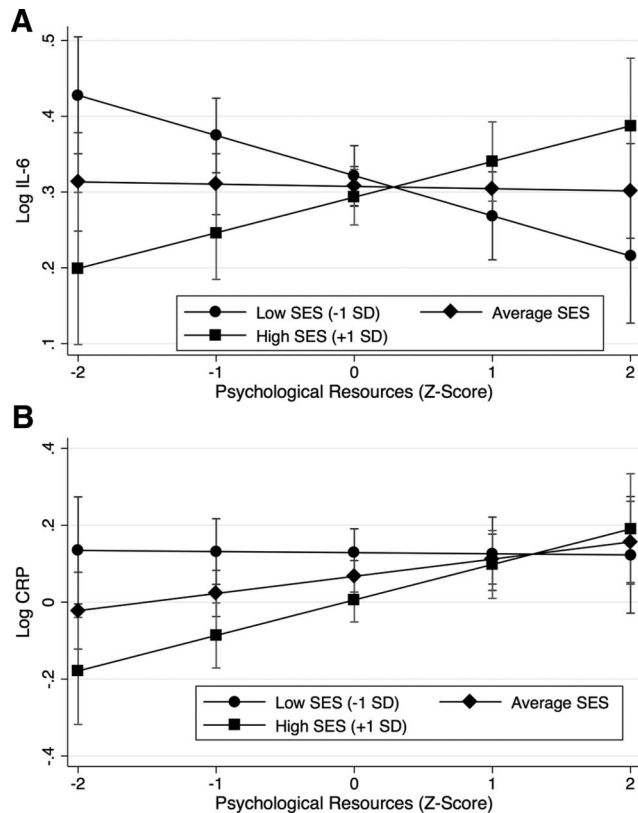 A
.5
.4
.3
.2
.1
Log IL-6
Low SES (-1 SD)
Average SES
High SES (+1 SD)
-2
-1
0
1
2
Psychological Resources (Z-Score)
B
.4
.2
0
-.2
-.4
Log CRP
Low SES (-1 SD)
Average SES
High SES (+1 SD)
-2
-1
0
1
2
Psychological Resources (Z-Score)